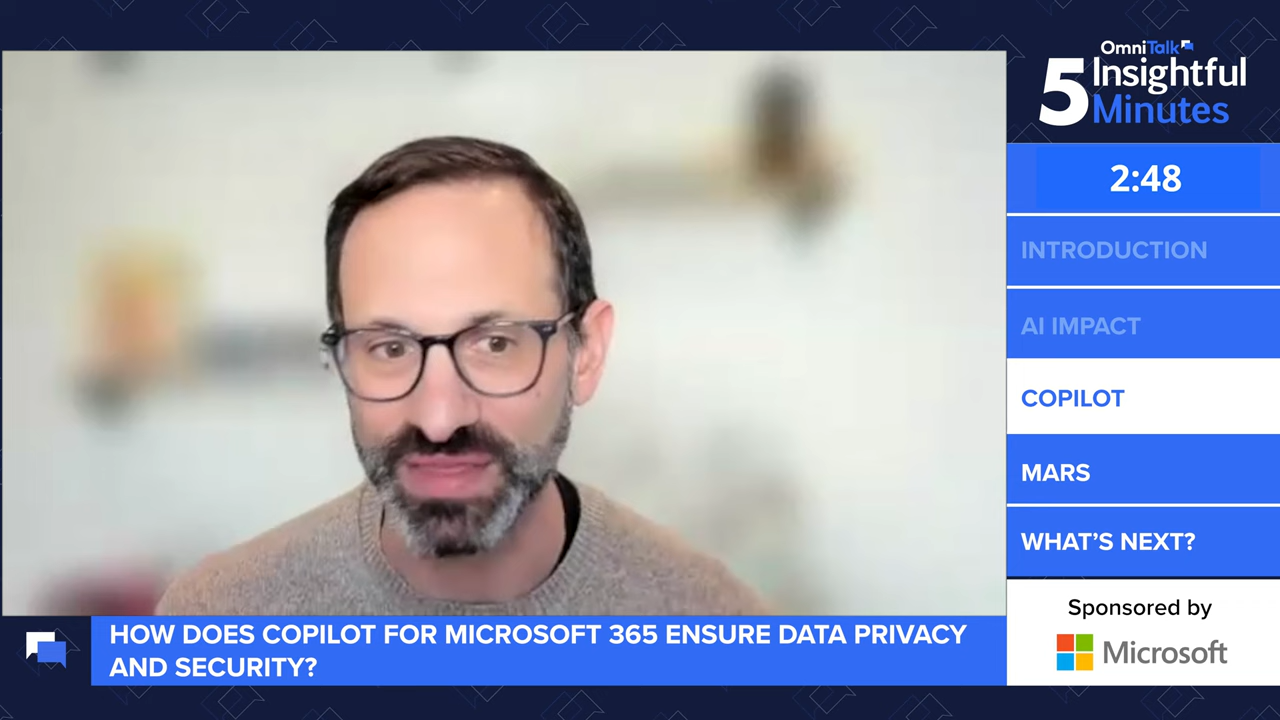 OmniTalk
5 Insightful
Minutes
2:48
INTRODUCTION
AI IMPACT
COPILOT
MARS
WHAT'S NEXT?
Sponsored by
Microsoft
HOW DOES COPILOT FOR MICROSOFT 365 ENSURE DATA PRIVACY
AND SECURITY?